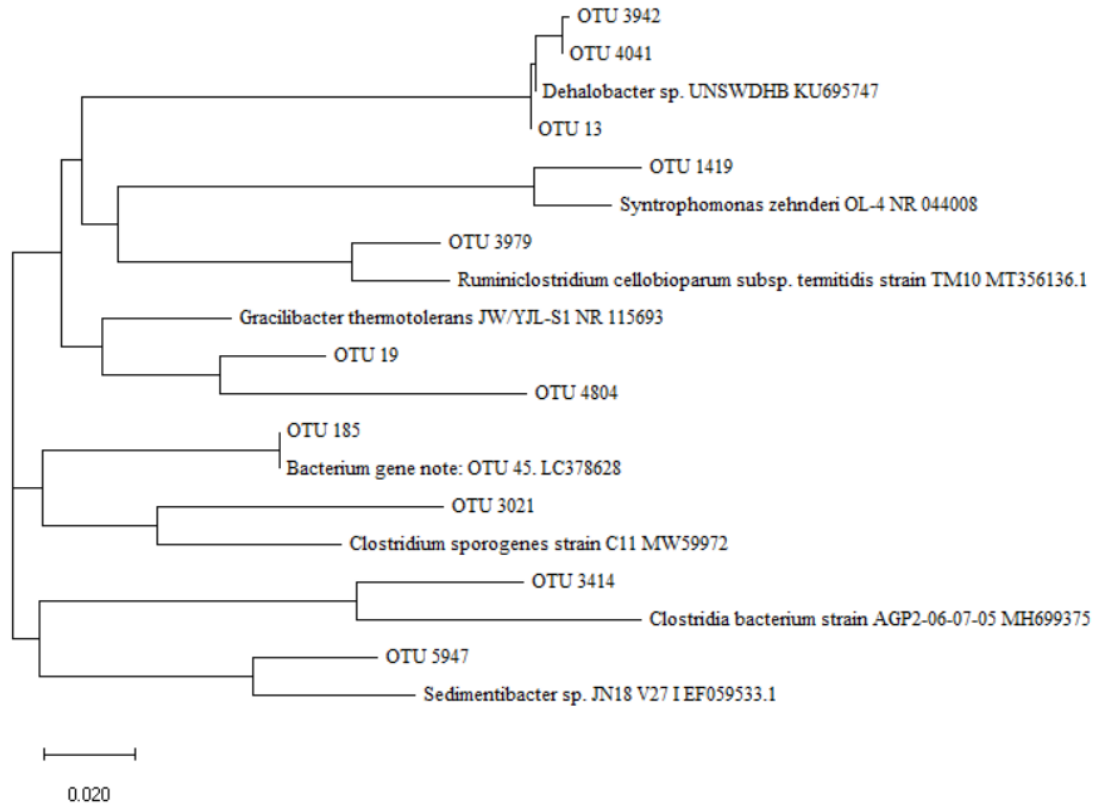 OTU 3942
OTU 4041
Dehalobacter sp. UNSWDHB KU695747
OTU 13
OTU 1419
Syntrophomonas zehnderi OL-4 NR 044008
OTU 3979
Ruminiclostridium cellobioparum subsp. termitidis strain TM10 MT356136.1
Gracilibacter thermotolerans JW/YJL-S1 NR 115693
OTU 19
OTU 4804
OTU 185
Bacterium gene note: OTU 45. LC378628
OTU 3021
Clostridium sporogenes strain C11 MW59972
OTU 3414
Clostridia bacterium strain AGP2-06-07-05 MH699375
OTU 5947
Sedimentibacter sp. JN18 V27 I EF059533.1
0.020